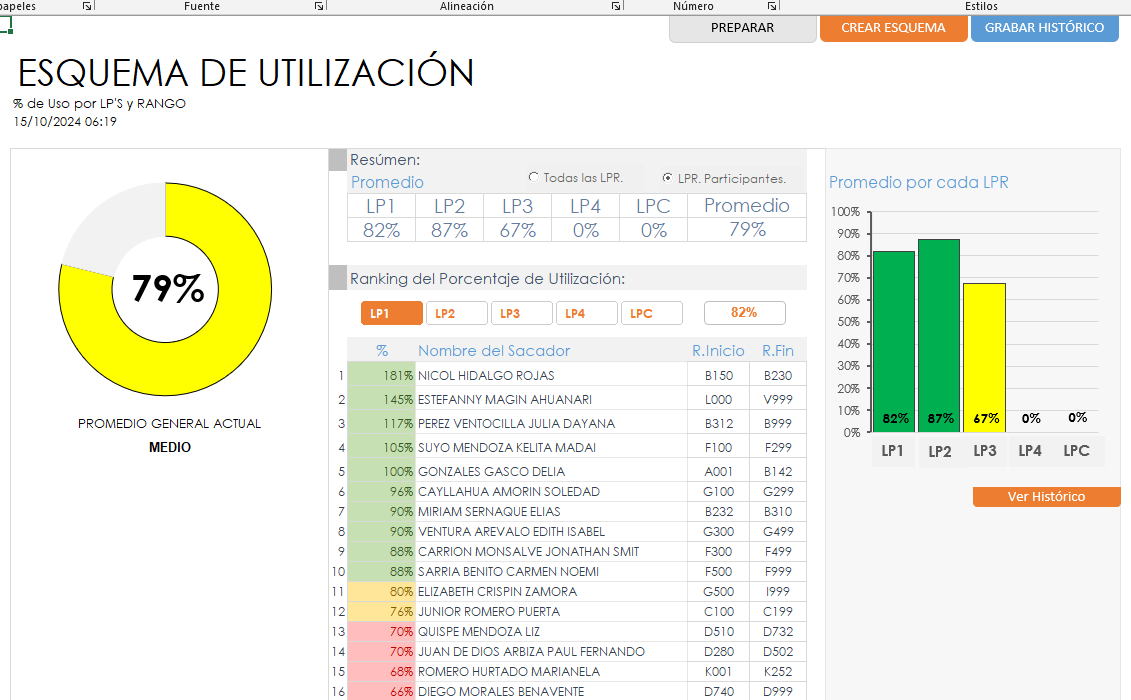 papeles Fuente Alineación Número Estilos
PREPARAR CREAR ESQUEMA GRABAR HISTÓRICO
ESQUEMA DE UTILIZACIÓN
% de Uso por LP'S y RANGO
15/10/2024 06:19
79%
PROMEDIO GENERAL ACTUAL
MEDIO
Resúmen:
Promedio Todas las LPR. LPR. Participantes.
LP1 LP2 LP3 LP4 LPC Promedio
82% 87% 67% 0% 0% 79%
Ranking del Porcentaje de Utilización:
LP1 LP2 LP3 LP4 LPC 82%
% Nombre del Sacador R.Inicio R.Fin
1 181% NICOL HIDALGO ROJAS B150 B230
2 145% ESTEFANNY MAGIN AHUANARI L000 V999
3 117% PEREZ VENTOCILLA JULIA DAYANA B312 B999
4 105% SUYO MENDOZA KELITA MADAI F100 F299
5 100% GONZALES GASCO DELIA A001 B142
6 96% CAYLLAHUA AMORIN SOLEDAD G100 G299
7 90% MIRIAM SERNAQUE ELIAS B232 B310
8 90% VENTURA AREVALO EDITH ISABEL G300 G499
9 88% CARRION MONSALVE JONATHAN SMIT F300 F499
10 88% SARRIA BENITO CARMEN NOEMI F500 F999
11 80% ELIZABETH CRISPIN ZAMORA G500 I999
12 76% JUNIOR ROMERO PUERTA C100 C199
13 70% QUISPE MENDOZA LIZ D510 D732
14 70% JUAN DE DIOS ARBIZA PAUL FERNANDO D280 D502
15 68% ROMERO HURTADO MARIANELA K001 K252
16 66% DIEGO MORALES BENAVENTE D740 D999
Promedio por cada LPR
100%
90%
80%
70%
60%
50%
40%
30%
20%
10%
0%
82% 87% 67% 0% 0%
LP1 LP2 LP3 LP4 LPC
Ver Histórico